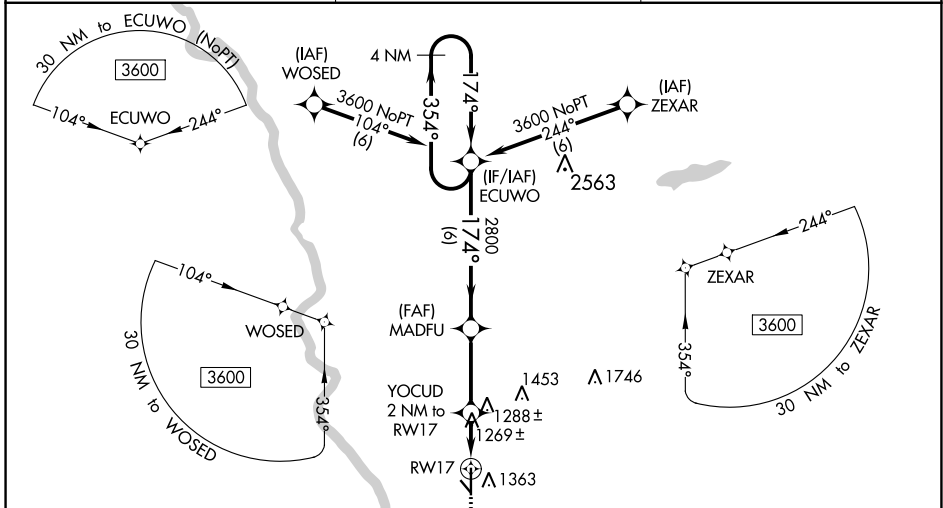 30 NM to ECUWO (NoPT)
3600
104°
244°
ECUWO
(IAF)
WOSED
3600 NoPT
104°
(6)
4 NM
354°
174°
(IAF)
ZEXAR
3600 NoPT
244°
(6)
2563
(IF/IAF)
ECUWO
2800
174°
(6)
(FAF)
MADFU
YOCUD
2 NM to
RW17
1453
1746
1288 ±
1269 ±
RW17
1363
104°
WOSED
3600
354°
30 NM to WOSED
244°
ZEXAR
3600
354°
30 NM to ZEXAR